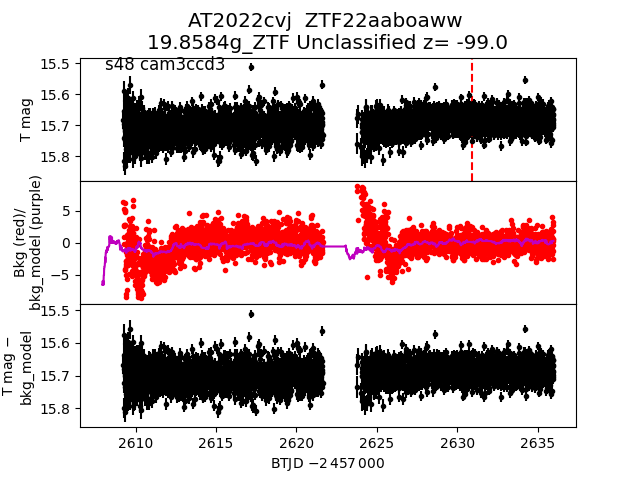 AT2022cvj  ZTF22aaboaww
19.8584g_ZTF Unclassified z= -99.0
s48 cam3ccd3
15.5
15.6
15.7
15.8
T mag
5
0
−5
Bkg (red)/
bkg_model (purple)
15.5
15.6
15.7
15.8
T mag −
bkg_model
2610 2615 2620 2625 2630 2635
BTJD −2 457 000